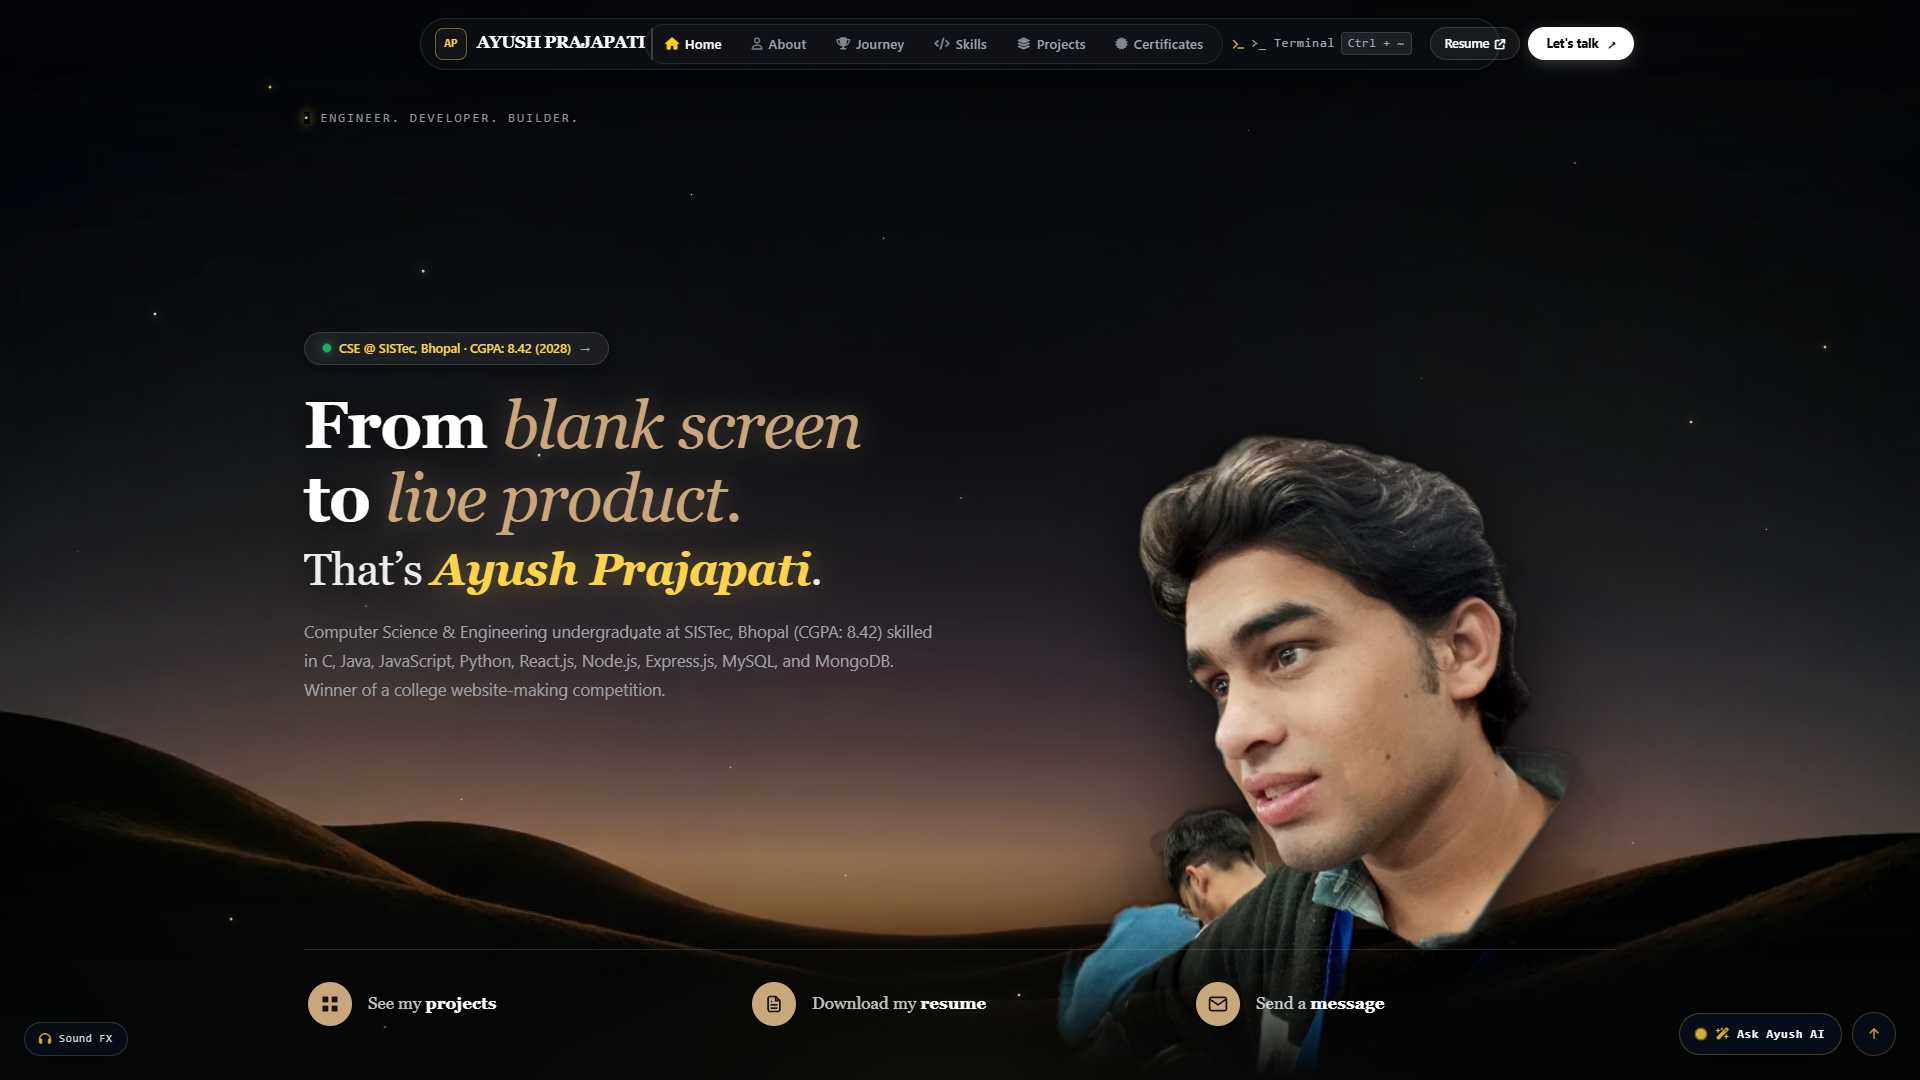 AP AYUSH PRAJAPATI Home About Journey Skills Projects Certificates >_ Terminal Ctrl + ~ Resume Let's talk ↗
ENGINEER. DEVELOPER. BUILDER.
CSE @ SISTec, Bhopal · CGPA: 8.42 (2028) →
From blank screen
to live product.
That’s Ayush Prajapati.
Computer Science & Engineering undergraduate at SISTec, Bhopal (CGPA: 8.42) skilled
in C, Java, JavaScript, Python, React.js, Node.js, Express.js, MySQL, and MongoDB.
Winner of a college website-making competition.
See my projects
Download my resume
Send a message
Sound FX
Ask Ayush AI